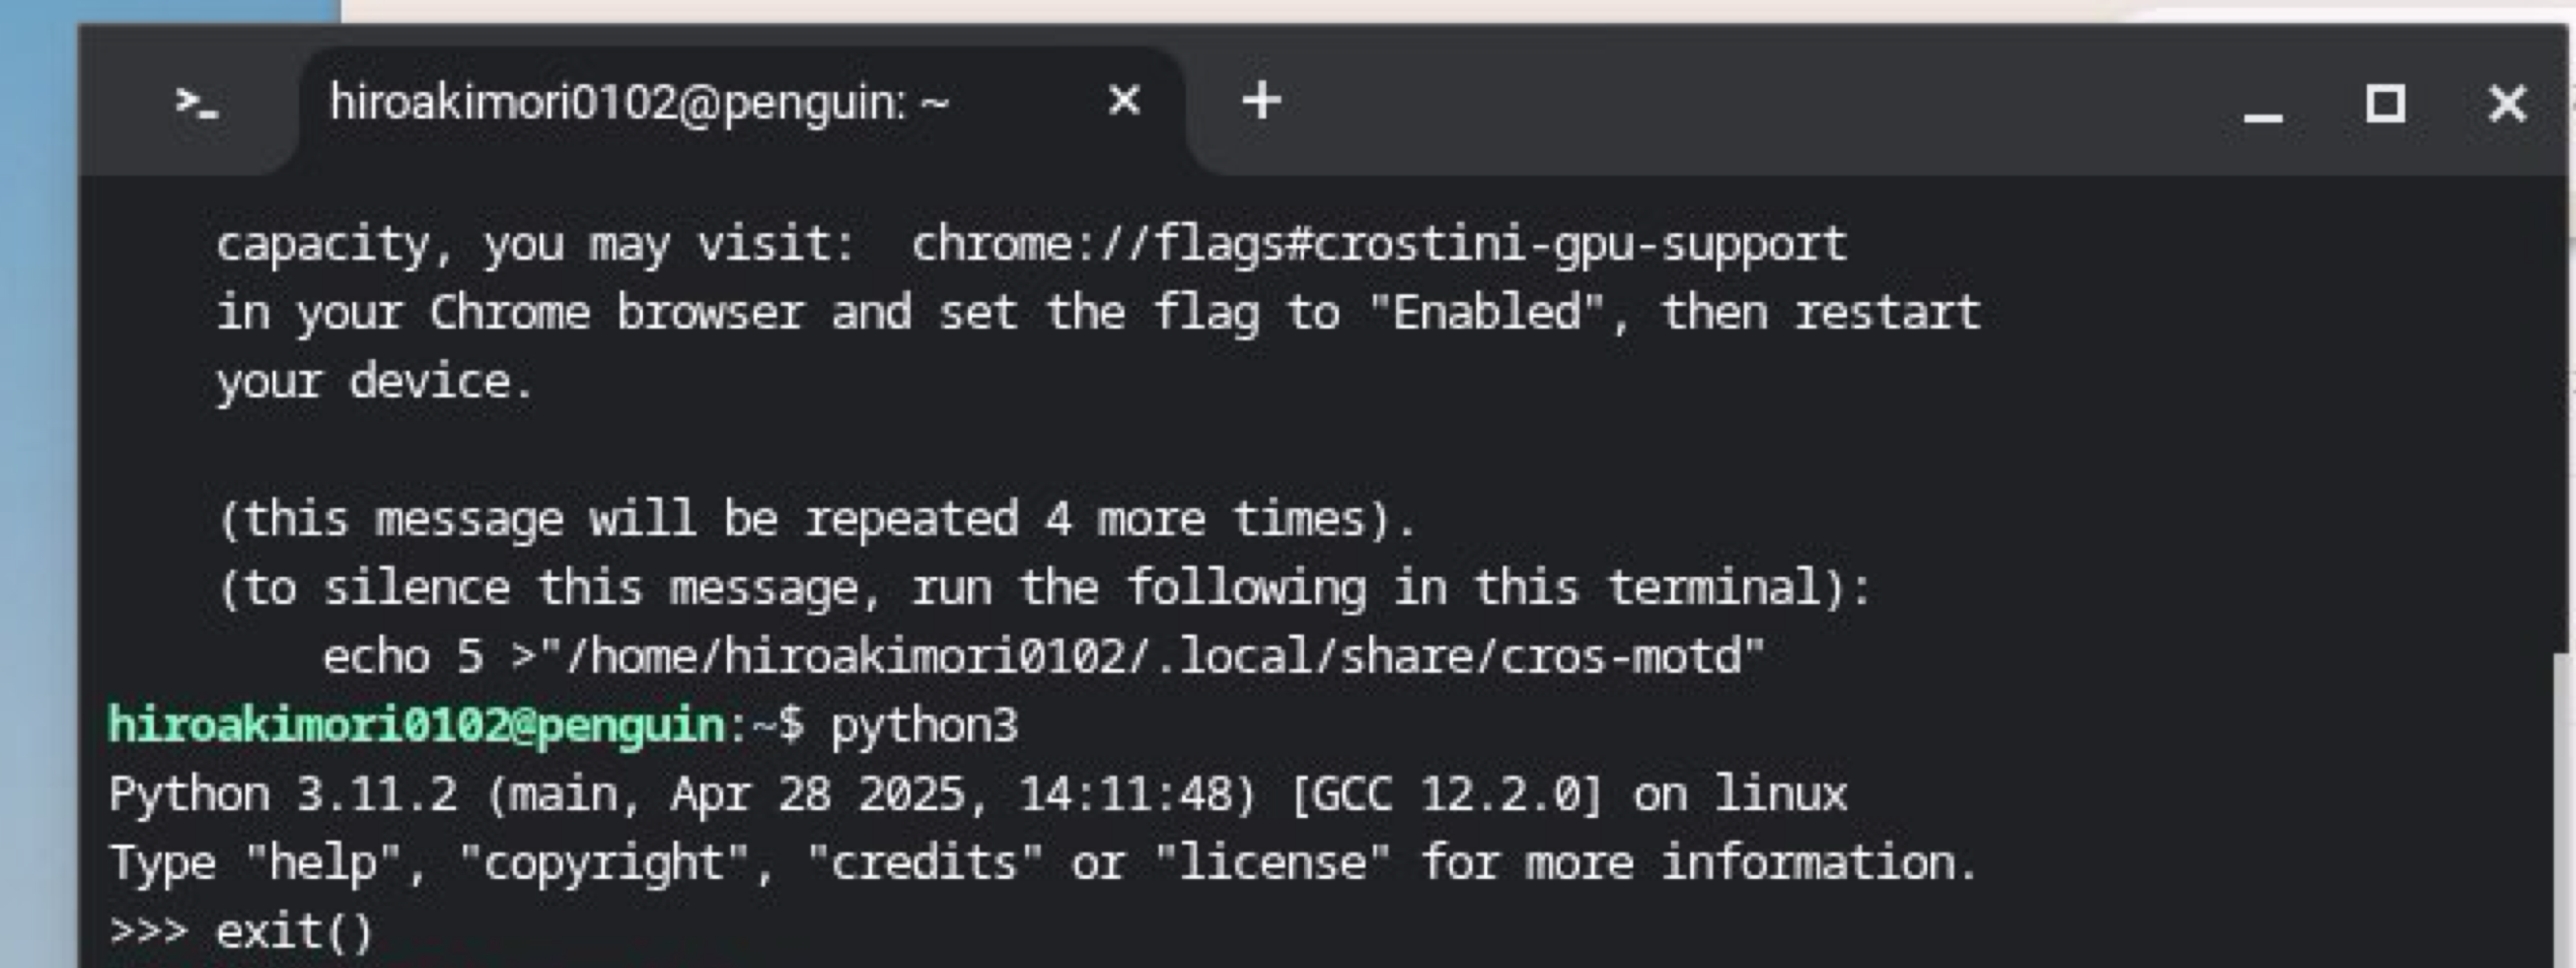 hiroakimori0102@penguin: ~
capacity, you may visit:  chrome://flags#crostini-gpu-support
in your Chrome browser and set the flag to "Enabled", then restart
your device.
(this message will be repeated 4 more times).
(to silence this message, run the following in this terminal):
echo 5 >"/home/hiroakimori0102/.local/share/cros-motd"
hiroakimori0102@penguin:~$ python3
Python 3.11.2 (main, Apr 28 2025, 14:11:48) [GCC 12.2.0] on linux
Type "help", "copyright", "credits" or "license" for more information.
>>> exit()